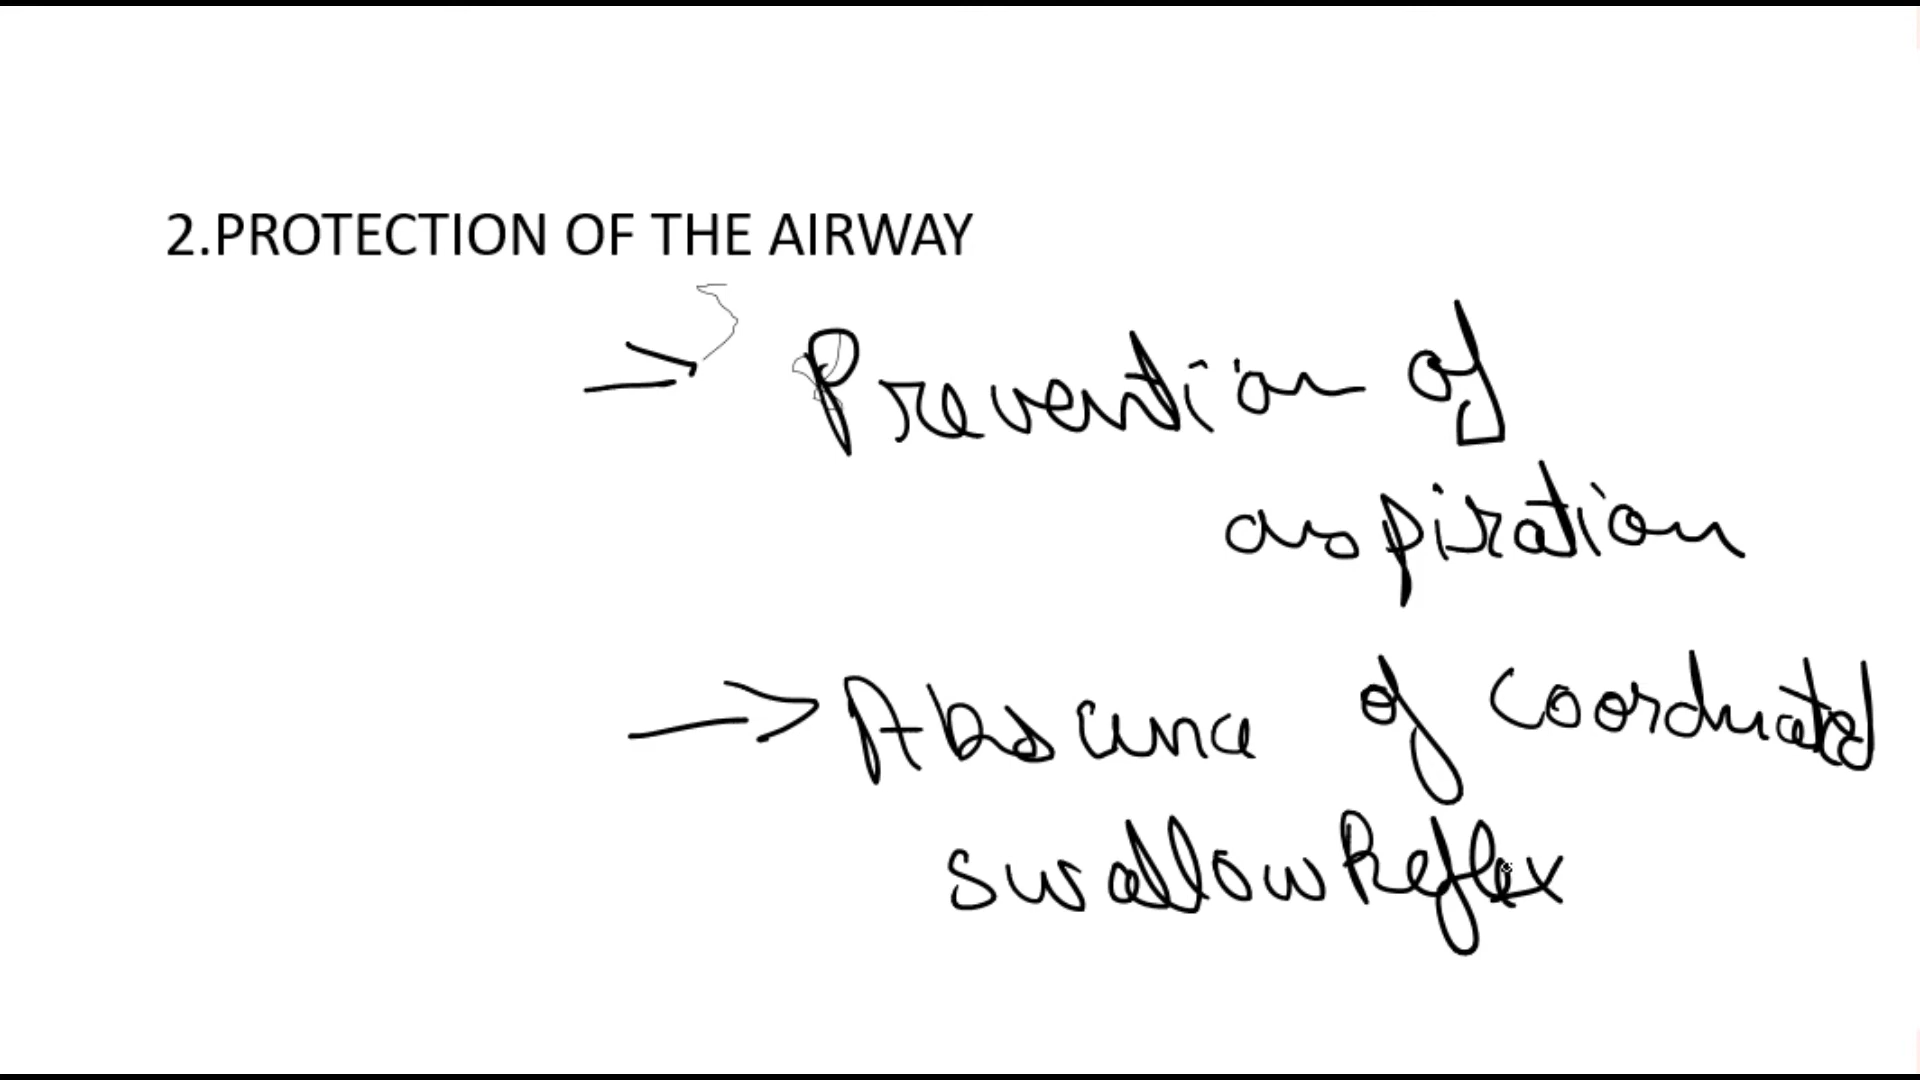 2.PROTECTION OF THE AIRWAY
Prevention of
aspiration
Absence of coordinated
swallow Reflex